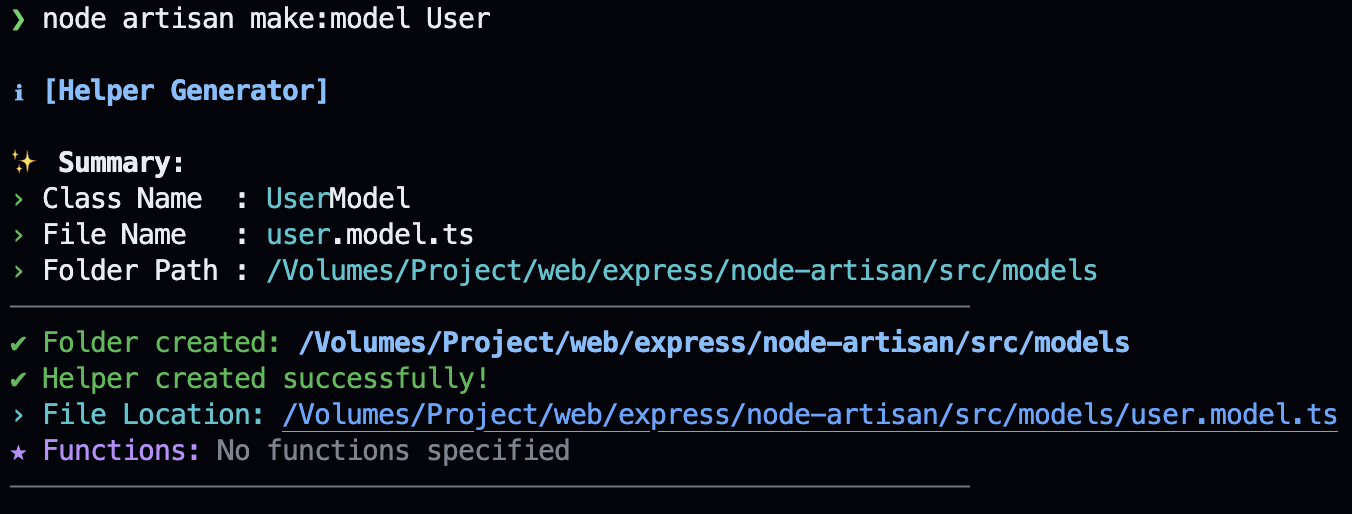 ❯ node artisan make:model User
ℹ [Helper Generator]
✨ Summary:
› Class Name  : UserModel
› File Name   : user.model.ts
› Folder Path : /Volumes/Project/web/express/node-artisan/src/models
✔ Folder created: /Volumes/Project/web/express/node-artisan/src/models
✔ Helper created successfully!
› File Location: /Volumes/Project/web/express/node-artisan/src/models/user.model.ts
★ Functions: No functions specified